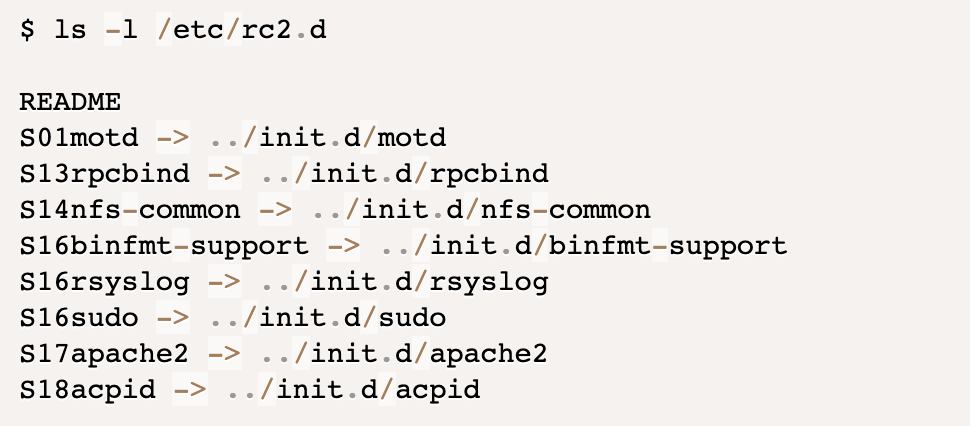 $ ls -l /etc/rc2.d
README
S01motd -> ../init.d/motd
S13rpcbind -> ../init.d/rpcbind
S14nfs-common -> ../init.d/nfs-common
S16binfmt-support -> ../init.d/binfmt-support
S16rsyslog -> ../init.d/rsyslog
S16sudo -> ../init.d/sudo
S17apache2 -> ../init.d/apache2
S18acpid -> ../init.d/acpid